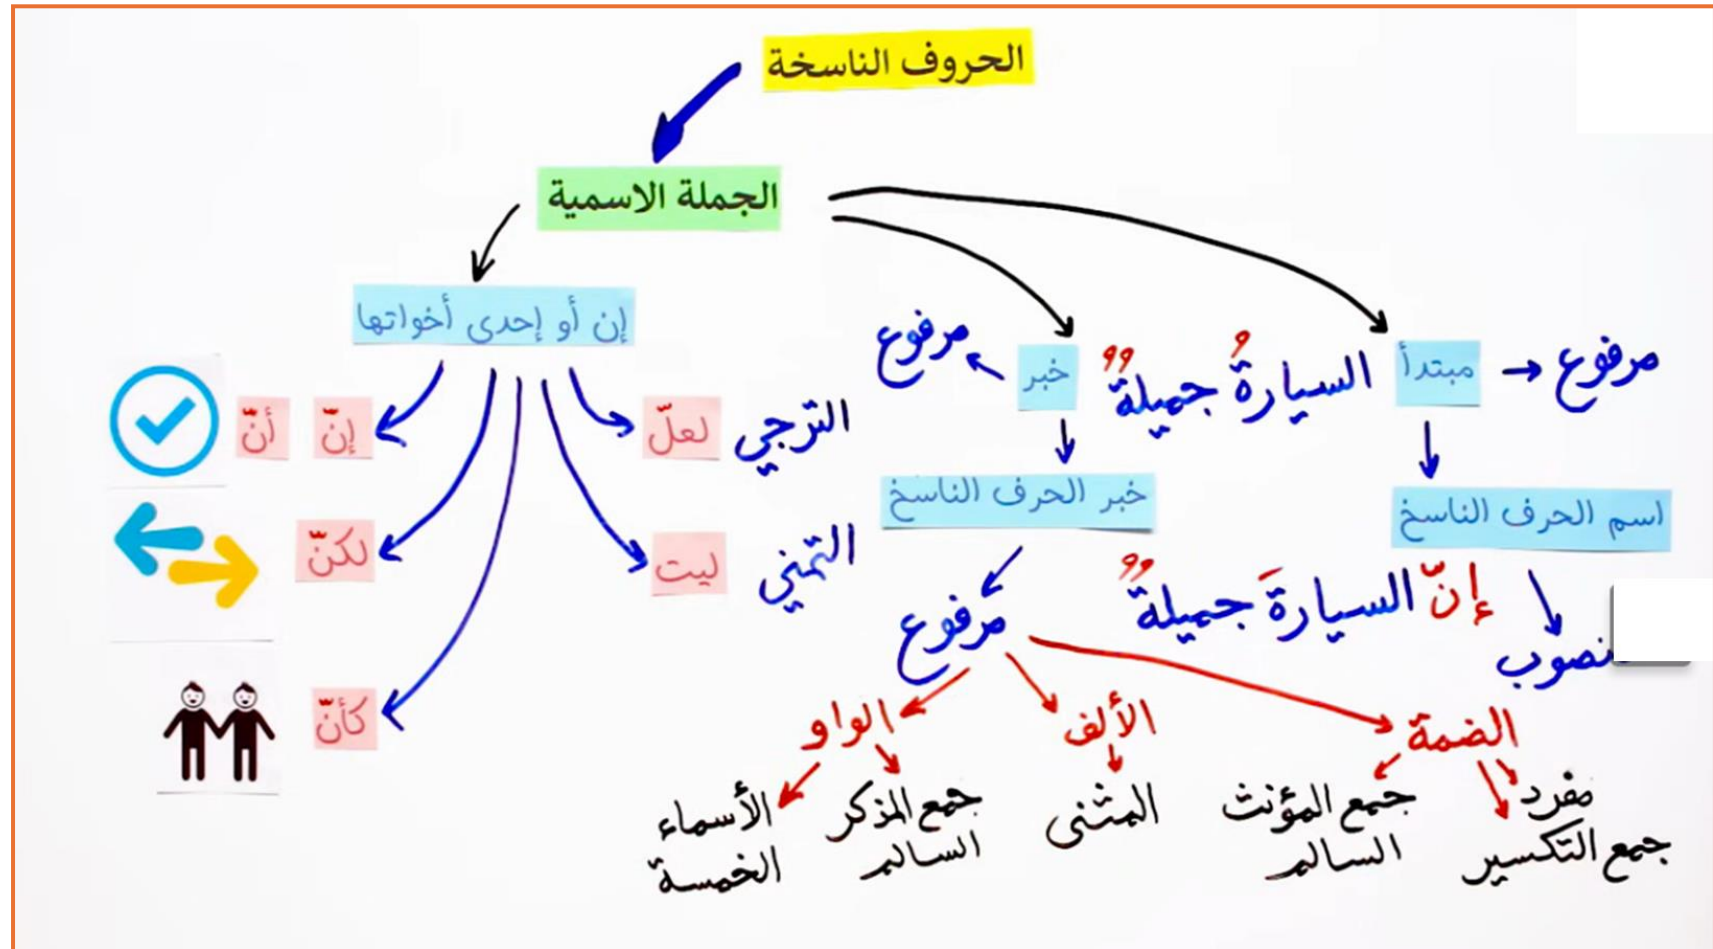 الحروف الناسخة
الجملة الاسمية
مبتدأ
مرفوع
السيارةُ جميلةٌ
خبر
مرفوع
إن أو إحدى أخواتها
اسم الحرف الناسخ
خبر الحرف الناسخ
إنّ السيارةَ جميلةٌ
مرفوع
الضمة
مفرد
جمع التكسير
جمع المؤنث
السالم
الألف
المثنى
الواو
جمع المذكر
السالم
الأسماء
الخمسة
لعلّ
الترجي
ليت
التمني
إنّ
أنّ
لكنّ
كأنّ